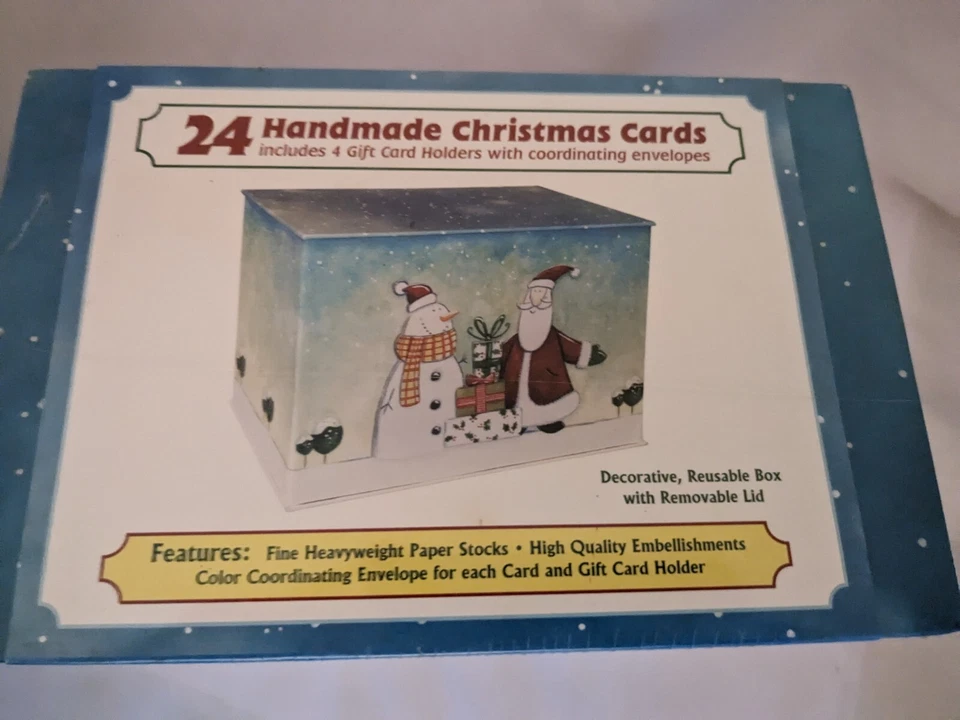 24 Handmade Christmas Cards
includes 4 Gift Card Holders with coordinating envelopes
Decorative, Reusable Box
with Removable Lid
Features: Fine Heavyweight Paper Stocks • High Quality Embellishments
Color Coordinating Envelope for each Card and Gift Card Holder